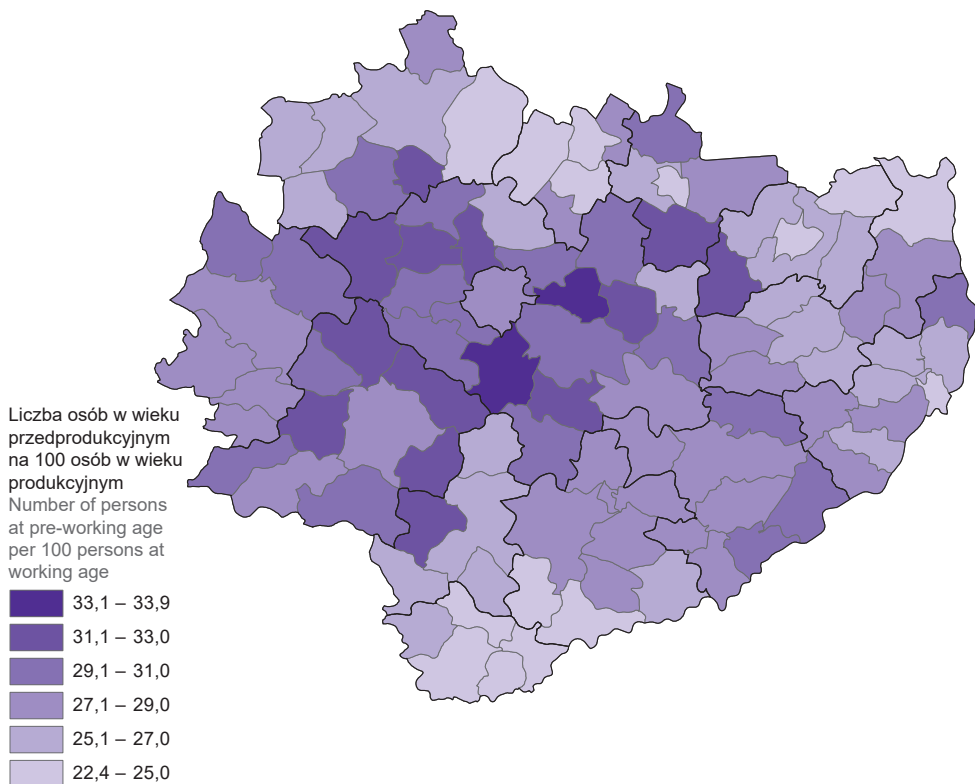 Liczba osób w wieku
przedprodukcyjnym
na 100 osób w wieku
produkcyjnym
Number of persons
at pre-working age
per 100 persons at
working age
33,1 – 33,9
31,1 – 33,0
29,1 – 31,0
27,1 – 29,0
25,1 – 27,0
22,4 – 25,0